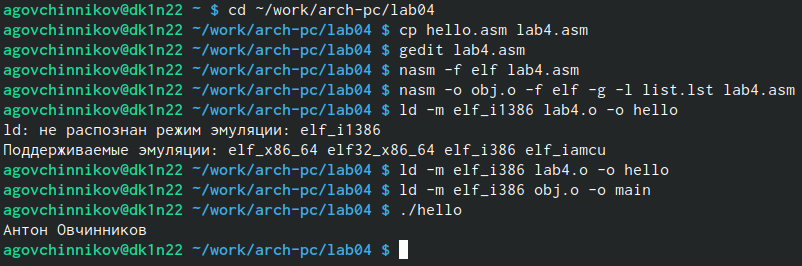 agovchinnikov@dk1n22 ~ $ cd ~/work/arch-pc/lab04
agovchinnikov@dk1n22 ~/work/arch-pc/lab04 $ cp hello.asm lab4.asm
agovchinnikov@dk1n22 ~/work/arch-pc/lab04 $ gedit lab4.asm
agovchinnikov@dk1n22 ~/work/arch-pc/lab04 $ nasm -f elf lab4.asm
agovchinnikov@dk1n22 ~/work/arch-pc/lab04 $ nasm -o obj.o -f elf -g -l list.lst lab4.asm
agovchinnikov@dk1n22 ~/work/arch-pc/lab04 $ ld -m elf_i1386 lab4.o -o hello
ld: не распознан режим эмуляции: elf_i1386
Поддерживаемые эмуляции: elf_x86_64 elf32_x86_64 elf_i386 elf_iamcu
agovchinnikov@dk1n22 ~/work/arch-pc/lab04 $ ld -m elf_i386 lab4.o -o hello
agovchinnikov@dk1n22 ~/work/arch-pc/lab04 $ ld -m elf_i386 obj.o -o main
agovchinnikov@dk1n22 ~/work/arch-pc/lab04 $ ./hello
Антон Овчинников
agovchinnikov@dk1n22 ~/work/arch-pc/lab04 $